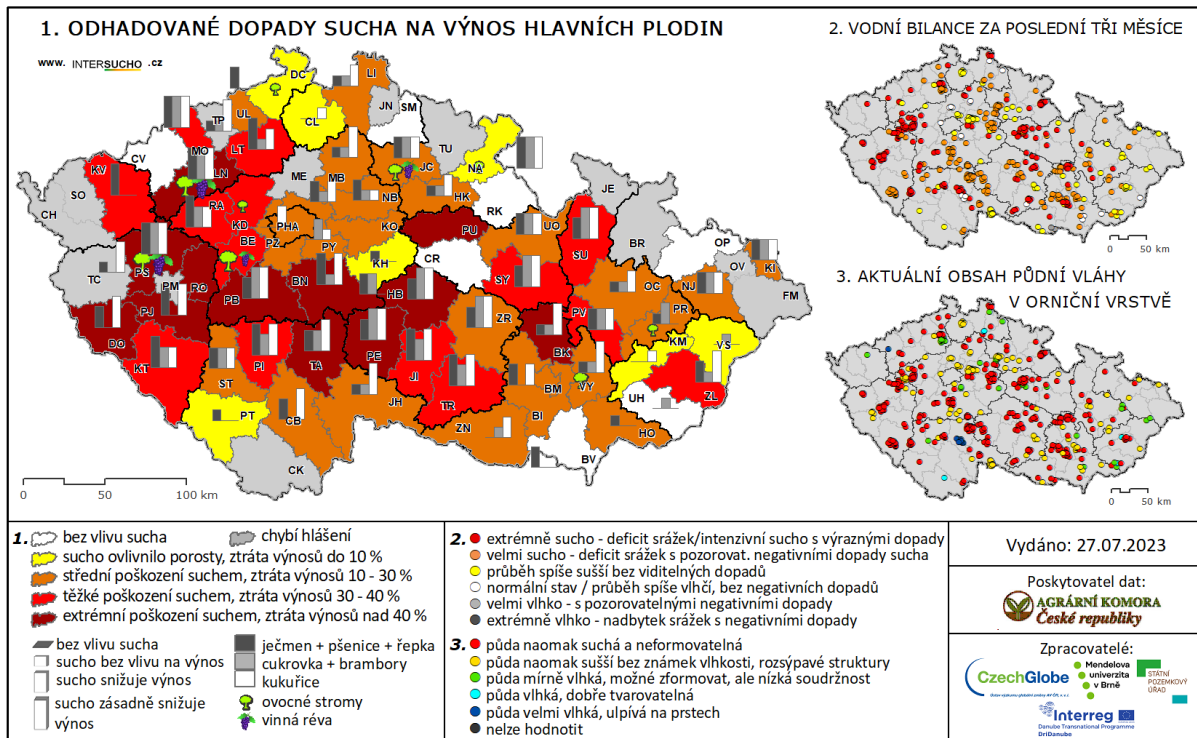 1. ODHADOVANÉ DOPADY SUCHA NA VÝNOS HLAVNÍCH PLODIN
www. INTERSUCHO .cz
DC
LI
UL
CL
JN
SM
TP
LT
TU
MO
CV
LN
KV
ME
MB
JC
NA
SO
CH
RA
KD
NB
HK
JE
PHA
KO
RK
BE
PZ
PY
PU
UO
SU
BR
OP
TC
PS
KH
CR
OV
KI
PM
RO
PB
BN
HB
SY
OC
NJ
FM
PJ
ZR
PV
PR
DO
KM
VS
KT
PI
TA
PE
JI
BK
ST
BM
VY
ZL
PT
CB
JH
TR
BI
UH
ZN
HO
CK
BV
0 50 100 km
2. VODNÍ BILANCE ZA POSLEDNÍ TŘI MĚSÍCE
0 50 km
3. AKTUÁLNÍ OBSAH PŮDNÍ VLÁHY
V ORNIČNÍ VRSTVĚ
0 50 km
1. bez vlivu sucha
chybí hlášení
sucho ovlivnilo porosty, ztráta výnosů do 10 %
střední poškození suchem, ztráta výnosů 10 - 30 %
těžké poškození suchem, ztráta výnosů 30 - 40 %
extrémní poškození suchem, ztráta výnosů nad 40 %
bez vlivu sucha
sucho bez vlivu na výnos
sucho snižuje výnos
sucho zásadně snižuje
výnos
ječmen + pšenice + řepka
cukrovka + brambory
kukuřice
ovocné stromy
vinná réva
2. extrémně sucho - deficit srážek/intenzivní sucho s výraznými dopady
velmi sucho - deficit srážek s pozorovat. negativními dopady sucha
průběh spíše sušší bez viditelných dopadů
normální stav / průběh spíše vlhčí, bez negativních dopadů
velmi vlhko - s pozorovatelnými negativními dopady
extrémně vlhko - nadbytek srážek s negativními dopady
3. půda naomak suchá a neformovatelná
půda naomak sušší bez známek vlhkosti, rozsýpavé struktury
půda mírně vlhká, možné zformovat, ale nízká soudržnost
půda vlhká, dobře tvarovatelná
půda velmi vlhká, ulpívá na prstech
nelze hodnotit
Vydáno: 27.07.2023
Poskytovatel dat:
AGRÁRNÍ KOMORA
České republiky
Zpracovatelé:
CzechGlobe
Mendelova
univerzita
v Brně
STÁTNÍ
POZEMKOVÝ
ÚŘAD
Interreg
Danube Transnational Programme
DriDanube